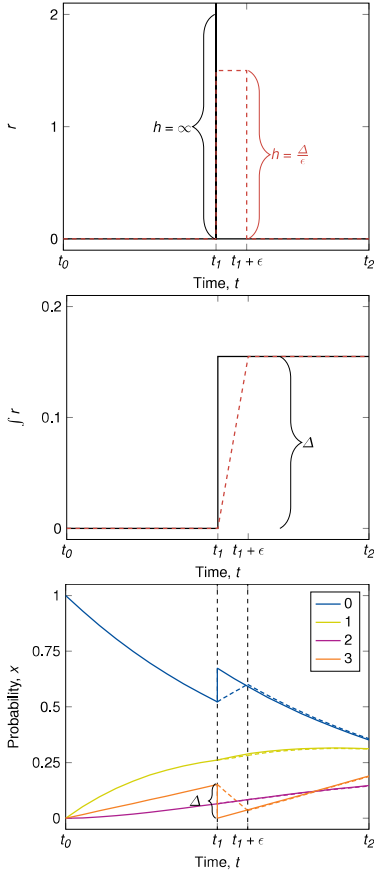 2
r
h = ∞
h = Δ/ϵ
1
0
t0 t1 t1 + ϵ t2
Time, t
0.2
∫ r
0.1
Δ
0
t0 t1 t1 + ϵ t2
Time, t
1
0
1
2
3
0.75
Probability, x
0.5
0.25
Δ
0
t0 t1 t1 + ϵ t2
Time, t